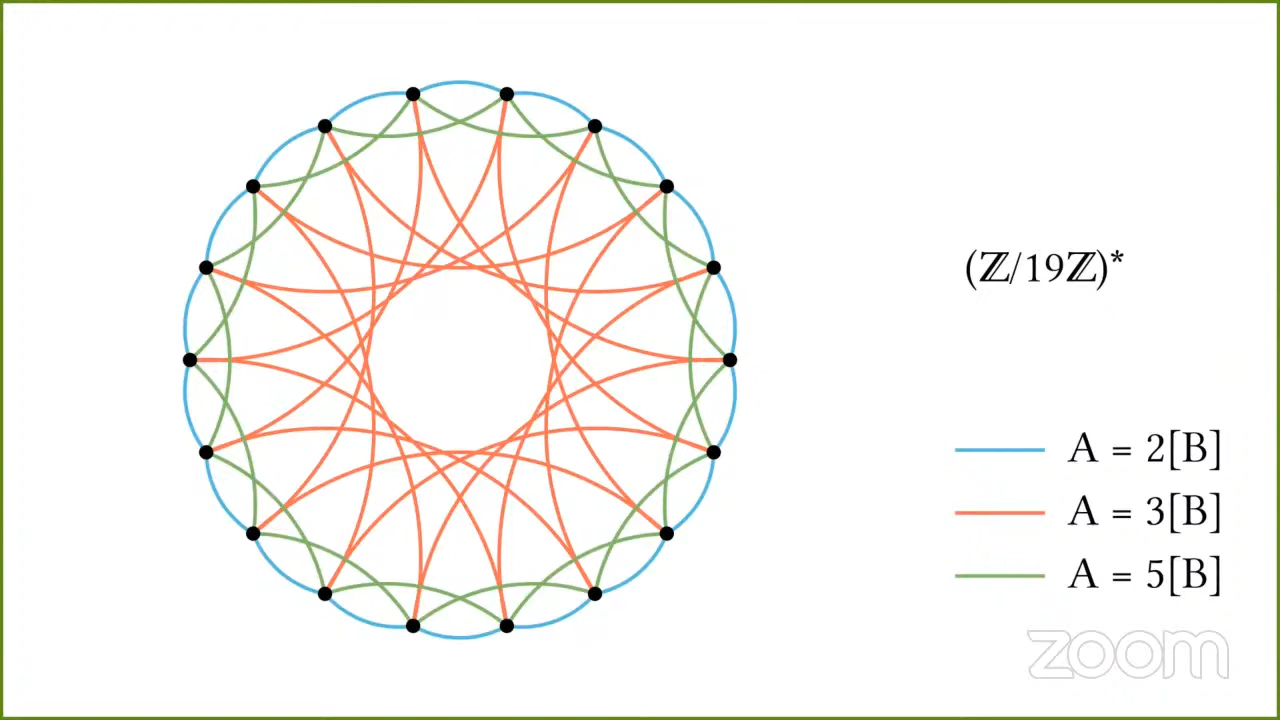 (ℤ/19ℤ)*
A = 2[B]
A = 3[B]
A = 5[B]
zoom